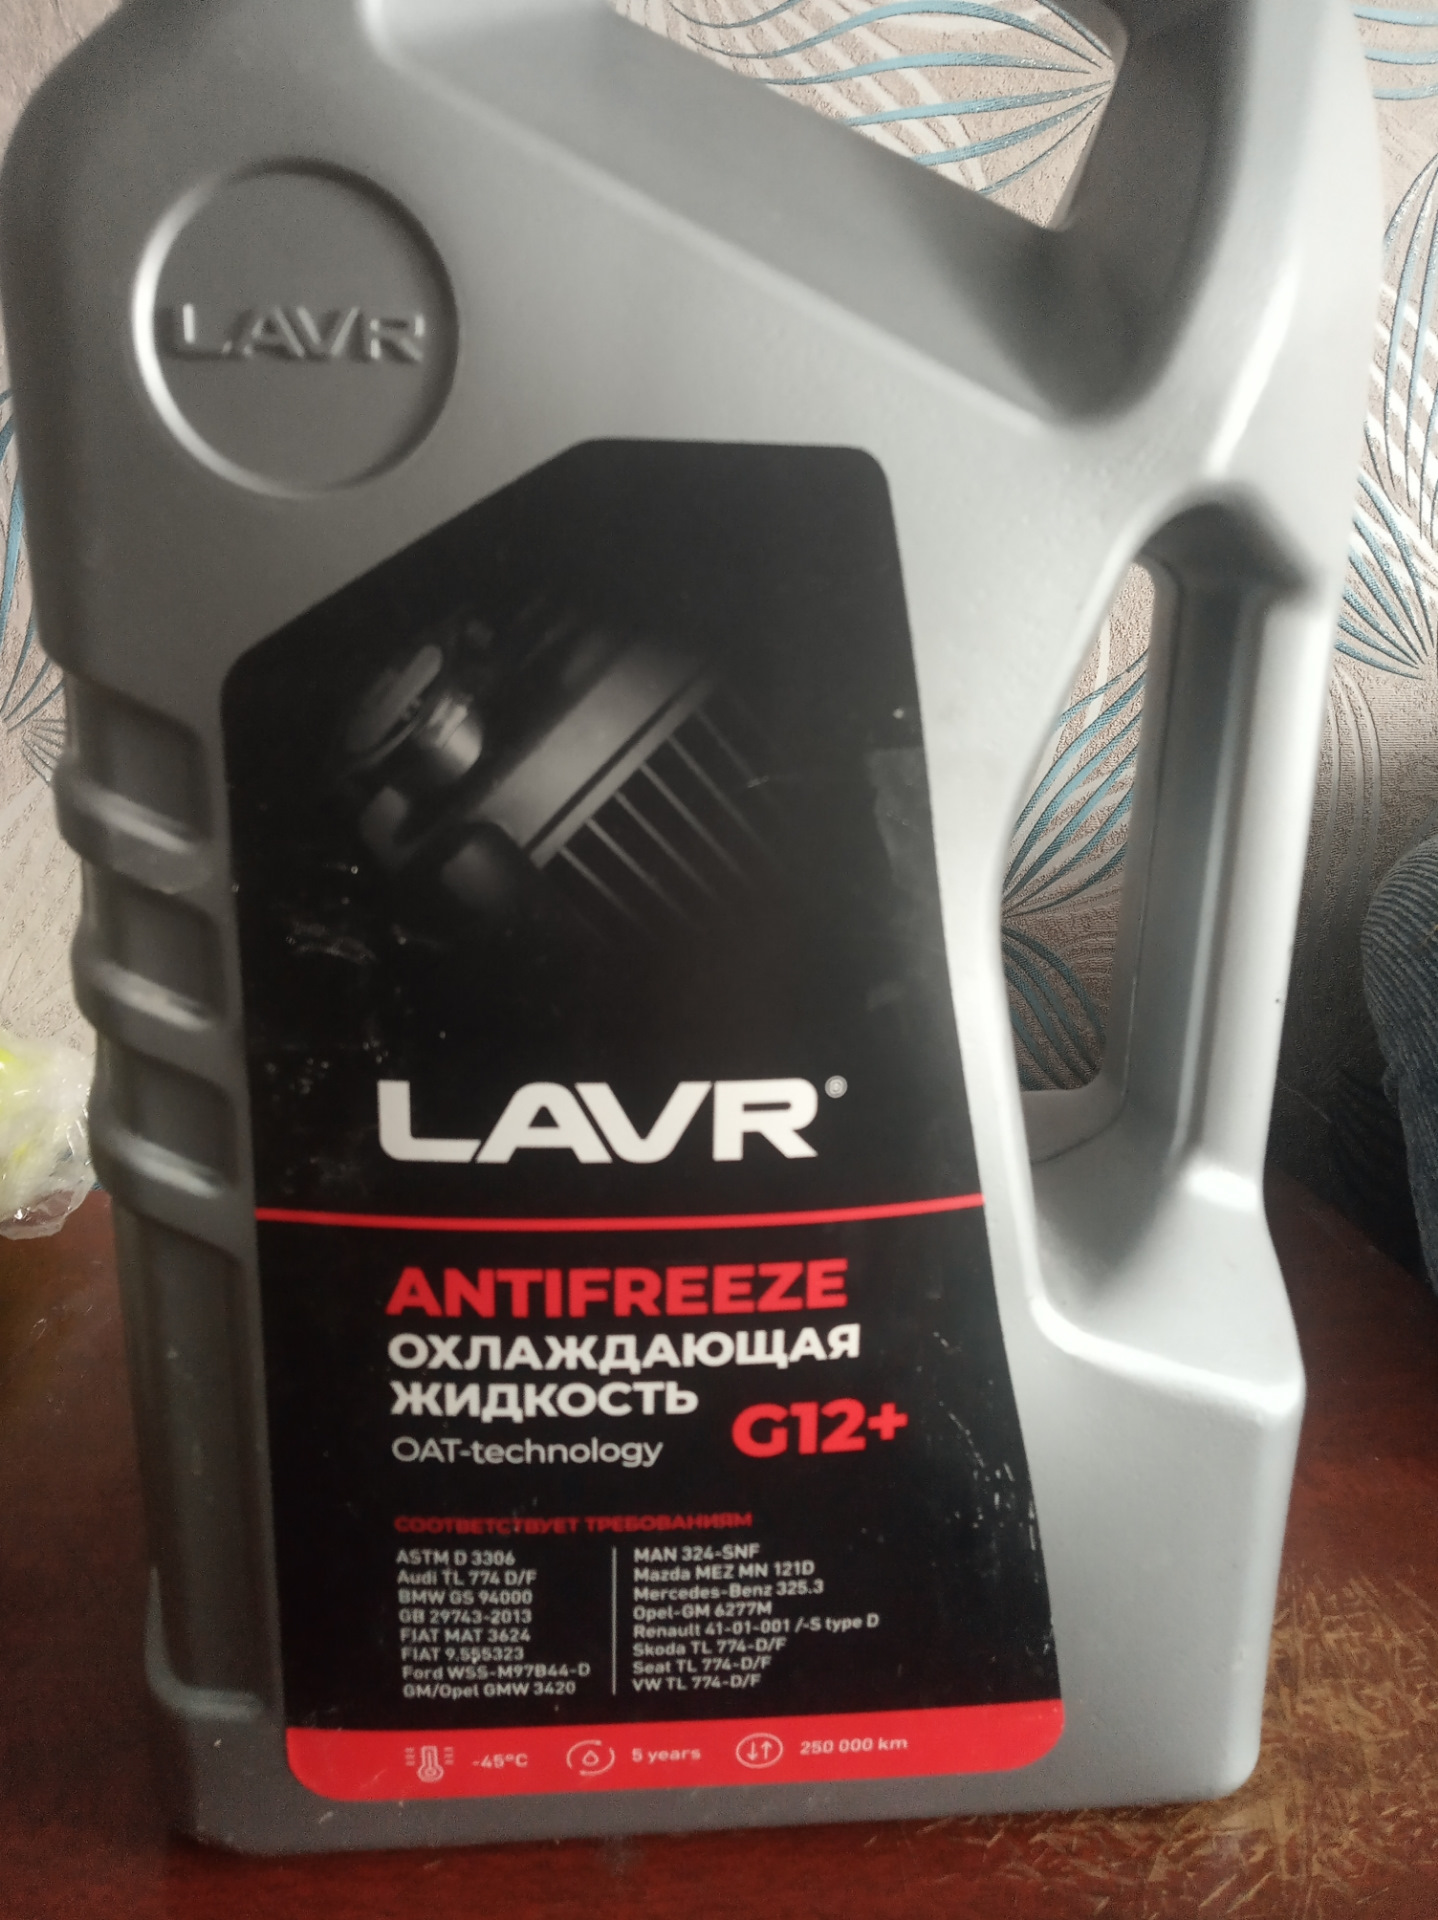 LAVR
LAVR®
ANTIFREEZE
ОХЛАЖДАЮЩАЯ
ЖИДКОСТЬ
G12+
OAT-technology
СООТВЕТСТВУЕТ ТРЕБОВАНИЯМ
ASTM D 3306
Audi TL 774 D/F
BMW GS 94000
GB 29743-2013
FIAT MAT 3624
FIAT 9.555323
Ford WSS-M97B44-D
GM/Opel GMW 3420
MAN 324-SNF
Mazda MEZ MN 121D
Mercedes-Benz 325.3
Opel-GM 6277M
Renault 41-01-001 /-S type D
Skoda TL 774-D/F
Seat TL 774-D/F
VW TL 774-D/F
-45°C
5 years
250 000 km